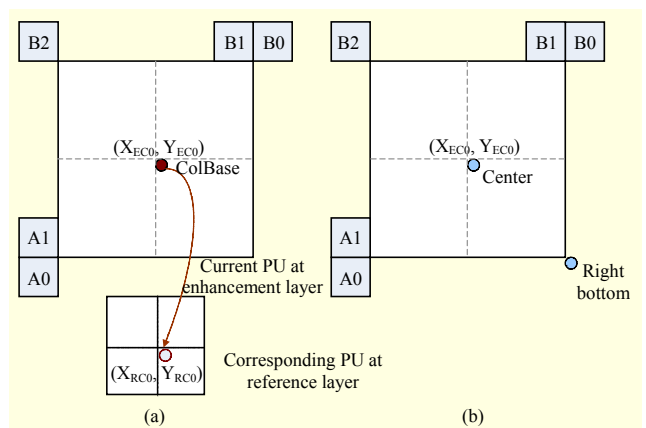 B2
B1
B0
(X_EC0, Y_EC0)
ColBase
A1
A0
Current PU at
enhancement layer
(X_RC0, Y_RC0)
Corresponding PU at
reference layer
(a)
B2
B1
B0
(X_EC0, Y_EC0)
Center
A1
A0
Right
bottom
(b)